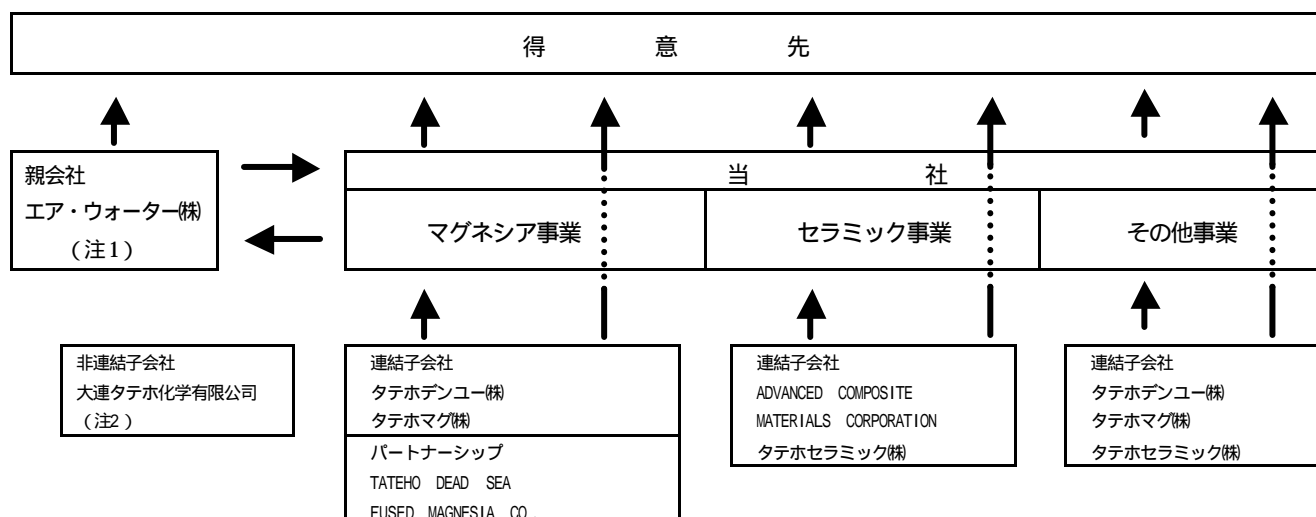 得 意 先
親会社
エア・ウォーター㈱
(注1)
当 社
マグネシア事業
セラミック事業
その他事業
非連結子会社
大連タテホ化学有限公司
(注2)
連結子会社
タテホデンユー㈱
タテホマグ㈱
パートナーシップ
TATEHO DEAD SEA
FUSED MAGNESIA CO.
連結子会社
ADVANCED COMPOSITE
MATERIALS CORPORATION
タテホセラミック㈱
連結子会社
タテホデンユー㈱
タテホマグ㈱
タテホセラミック㈱